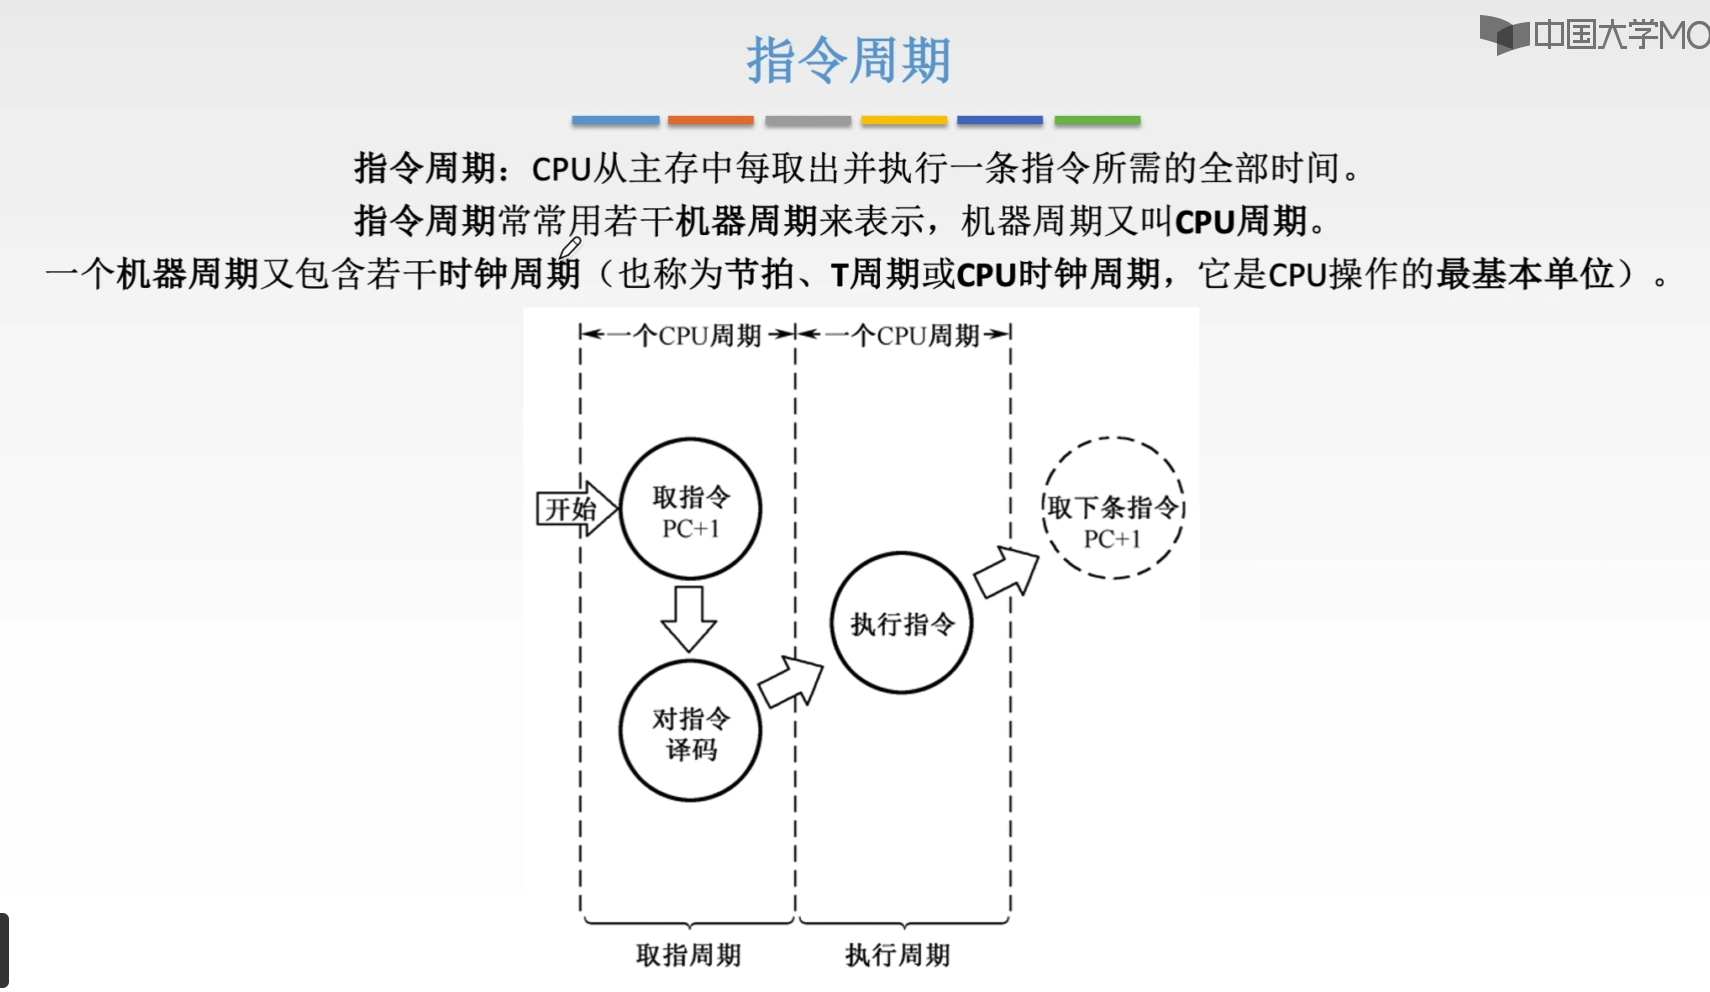 中国大学MO
指令周期
指令周期：CPU从主存中每取出并执行一条指令所需的全部时间。
指令周期常常用若干机器周期来表示，机器周期又叫CPU周期。
一个机器周期又包含若干时钟周期（也称为节拍、T周期或CPU时钟周期，它是CPU操作的最基本单位）。
一个CPU周期
一个CPU周期
开始
取指令
PC+1
取下条指令
PC+1
执行指令
对指令
译码
取指周期
执行周期